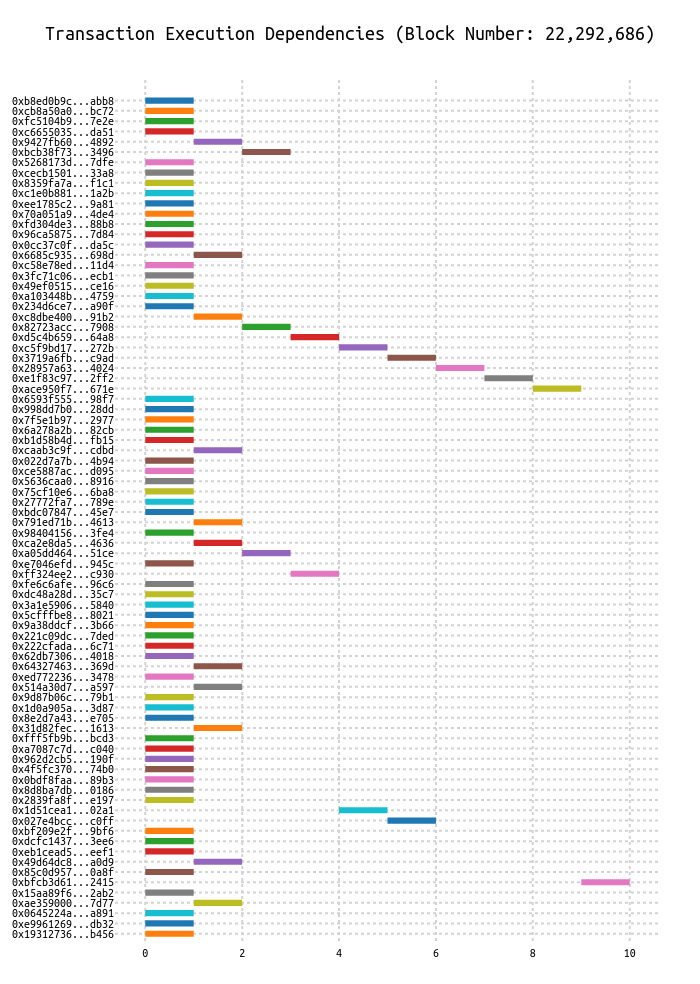 Transaction Execution Dependencies (Block Number: 22,292,686)
0xb8ed0b9c...abb8
0xcb8a50a0...bc72
0xfc5104b9...7e2e
0xc6655035...da51
0x9427fb60...4892
0xbcb38f73...3496
0x5268173d...7dfe
0xcecb1501...33a8
0x8359fa7a...f1c1
0xc1e0b881...1a2b
0xee1785c2...9a81
0x70a051a9...4de4
0xfd304de3...88b8
0x96ca5875...7d84
0x0cc37c0f...da5c
0x6685c935...698d
0xc58e78ed...11d4
0x3fc71c06...ecb1
0x49ef0515...ce16
0xa103448b...4759
0x234d6ce7...a90f
0xc8dbe400...91b2
0x82723acc...7908
0xd5c4b659...64a8
0xc5f9bd17...272b
0x3719a6fb...c9ad
0x28957a63...4024
0xe1f83c97...2ff2
0xace950f7...671e
0x6593f555...98f7
0x998dd7b0...28dd
0x7f5e1b97...2977
0x6a278a2b...82cb
0xb1d58b4d...fb15
0xcaab3c9f...cdbd
0x022d7a7b...4b94
0xce5887ac...d095
0x5636caa0...8916
0x75cf10e6...6ba8
0x27772fa7...789e
0xbdc07847...45e7
0x791ed71b...4613
0x98404156...3fe4
0xca2e8da5...4636
0xa05dd464...51ce
0xe7046efd...945c
0xff324ee2...c930
0xfe6c6afe...96c6
0xdc48a28d...35c7
0x3a1e5906...5840
0x5cfffbe8...8021
0x9a38ddcf...3b66
0x221c09dc...7ded
0x222cfada...6c71
0x62db7306...4018
0x64327463...369d
0xed772236...3478
0x514a30d7...a597
0x9d87b06c...79b1
0x1d0a905a...3d87
0x8e2d7a43...e705
0x31d82fec...1613
0xfff5fb9b...bcd3
0xa7087c7d...c040
0x962d2cb5...190f
0x4f5fc370...74b0
0x0bdf8faa...89b3
0x8d8ba7db...0186
0x2839fa8f...e197
0x1d51cea1...02a1
0x027e4bcc...c0ff
0xbf209e2f...9bf6
0xdcfc1437...3ee6
0xeb1cead5...eef1
0x49d64dc8...a0d9
0x85c0d957...0a8f
0xbfcb3d61...2415
0x15aa89f6...2ab2
0xae359000...7d77
0x0645224a...a891
0xe9961269...db32
0x19312736...b456
0 2 4 6 8 10